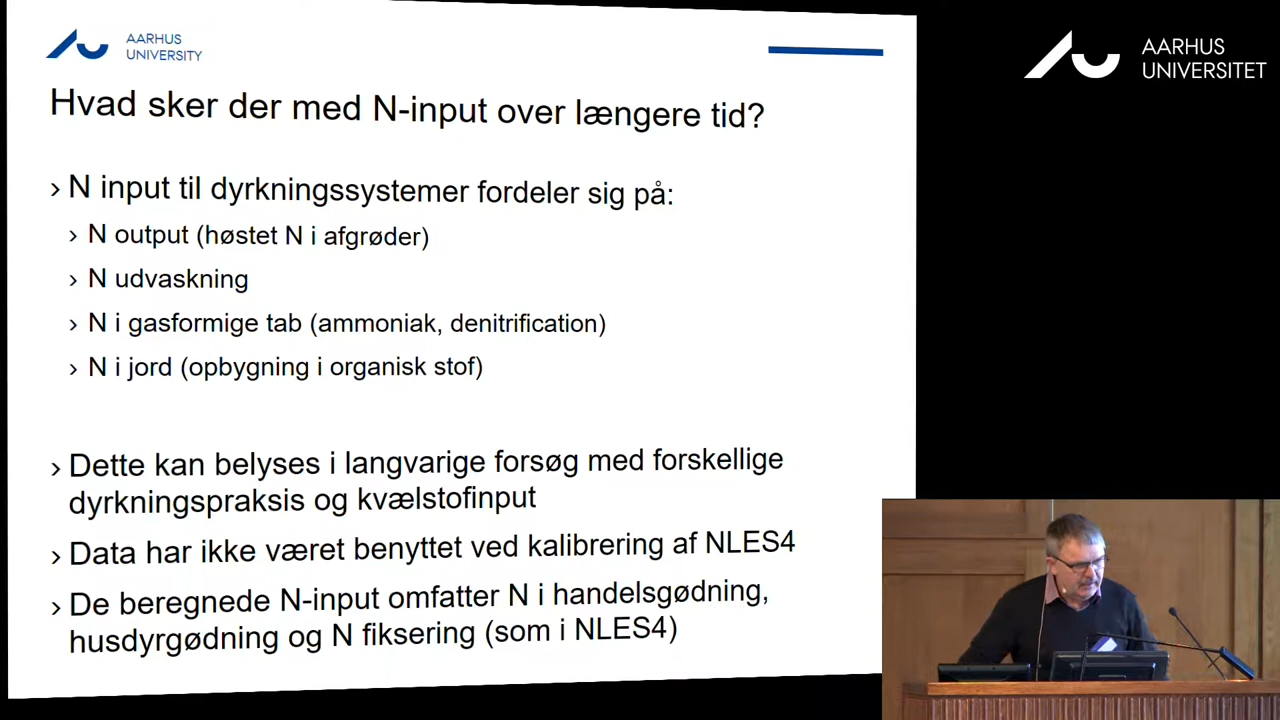 AARHUS
UNIVERSITY
Hvad sker der med N-input over længere tid?
› N input til dyrkningssystemer fordeler sig på:
› N output (høstet N i afgrøder)
› N udvaskning
› N i gasformige tab (ammoniak, denitrification)
› N i jord (opbygning i organisk stof)
› Dette kan belyses i langvarige forsøg med forskellige
dyrkningspraksis og kvælstofinput
› Data har ikke været benyttet ved kalibrering af NLES4
› De beregnede N-input omfatter N i handelsgødning,
husdyrgødning og N fiksering (som i NLES4)
AARHUS
UNIVERSITET